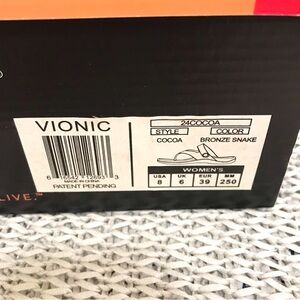 VIONIC
MADE IN CHINA
PATENT PENDING
24COCOA
STYLE COLOR
COCOA BRONZE SNAKE
WOMEN'S
USA UK EUR MM
8 6 39 250
LIVE.™